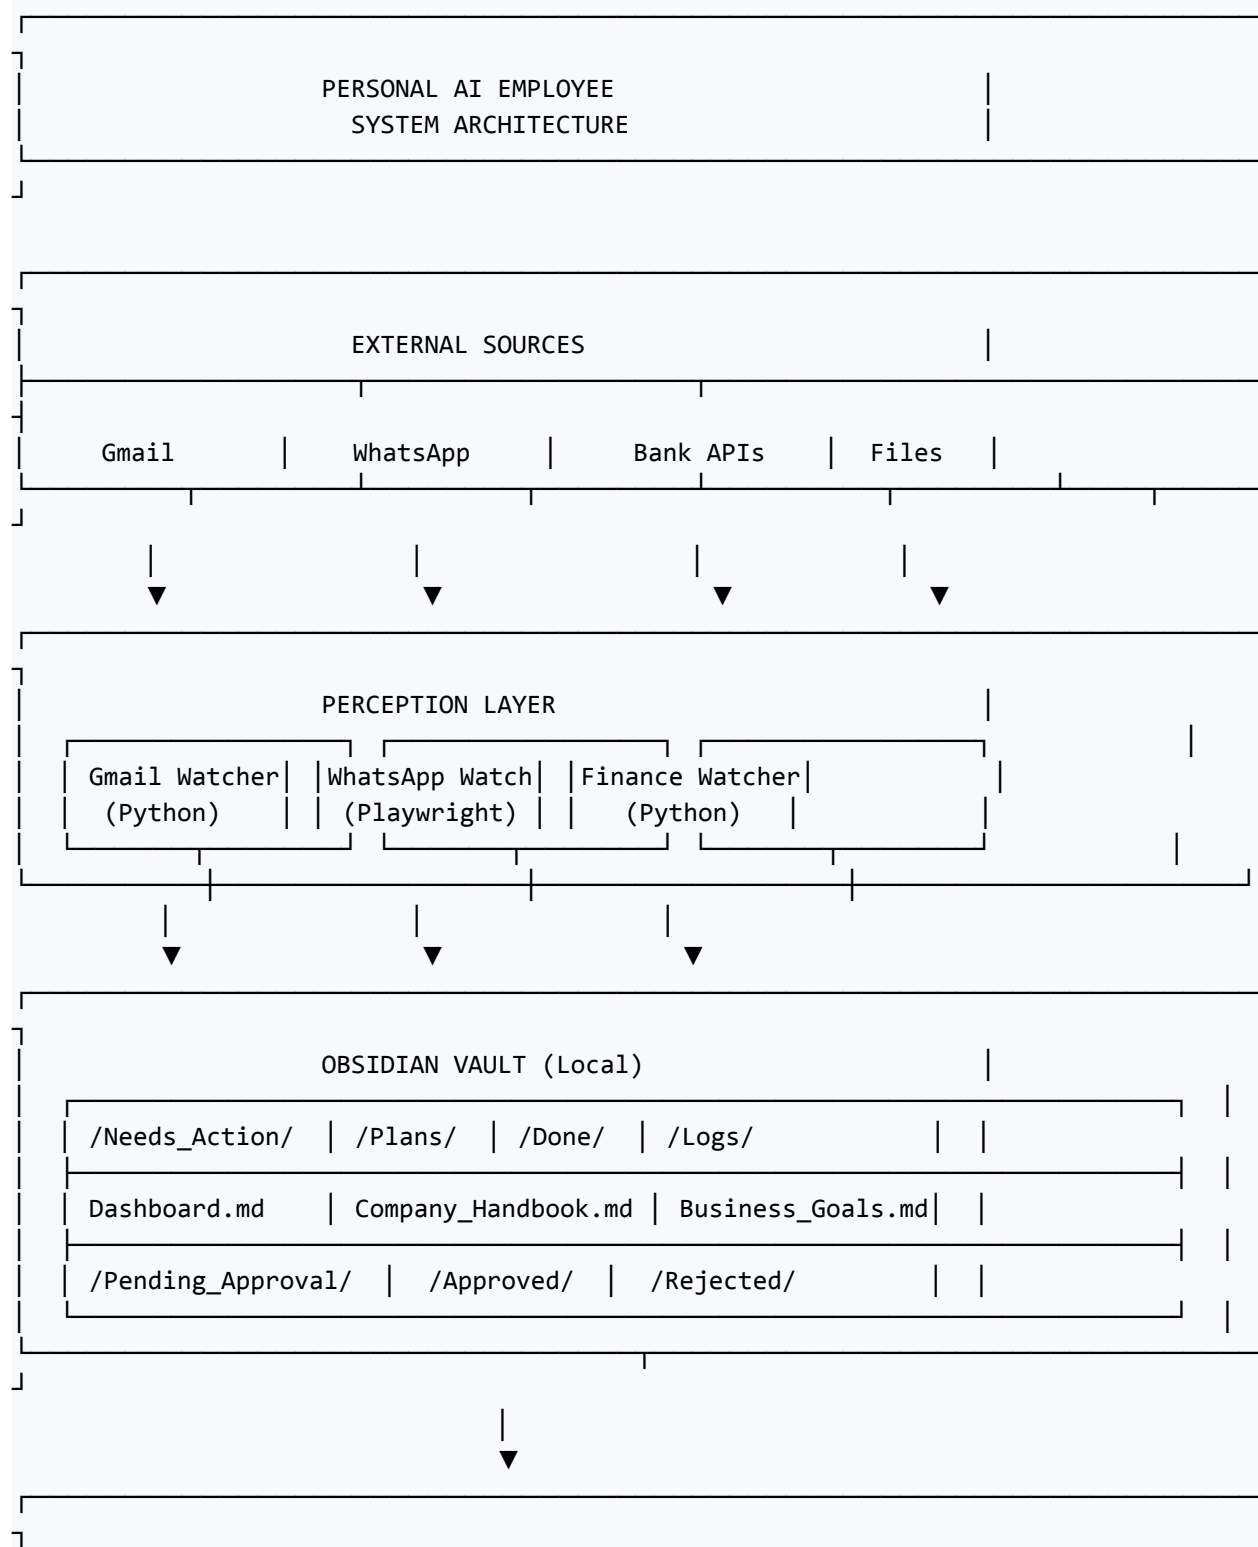 PERSONAL AI EMPLOYEE
SYSTEM ARCHITECTURE
EXTERNAL SOURCES
Gmail WhatsApp Bank APIs Files
PERCEPTION LAYER
Gmail Watcher WhatsApp Watch Finance Watcher
(Python) (Playwright) (Python)
OBSIDIAN VAULT (Local)
/Needs_Action/ /Plans/ /Done/ /Logs/
Dashboard.md Company_Handbook.md Business_Goals.md
/Pending_Approval/ /Approved/ /Rejected/